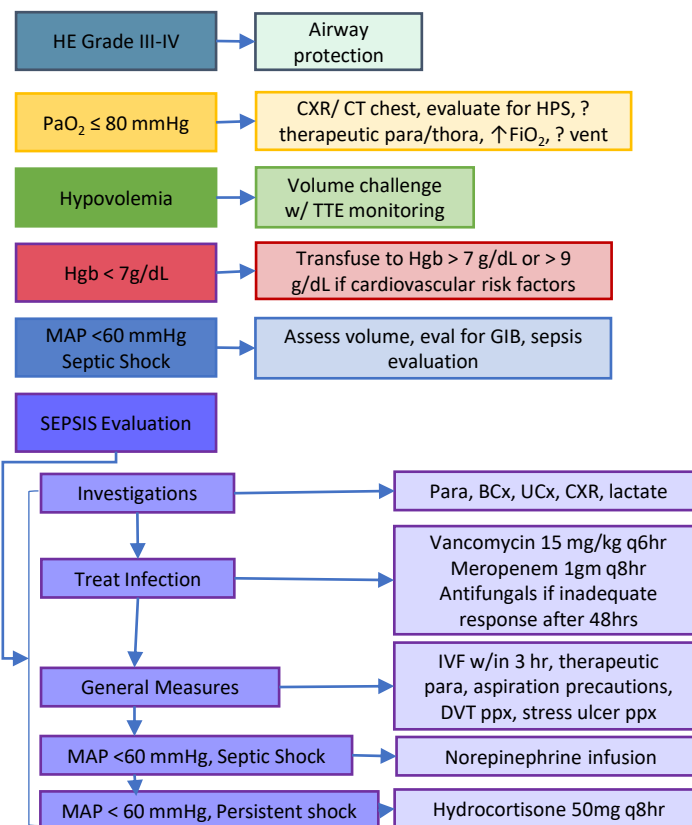 HE Grade III-IV
Airway
protection
PaO₂ ≤ 80 mmHg
CXR/ CT chest, evaluate for HPS, ?
therapeutic para/thora, ↑FiO₂, ? vent
Hypovolemia
Volume challenge
w/ TTE monitoring
Hgb < 7g/dL
Transfuse to Hgb > 7 g/dL or > 9
g/dL if cardiovascular risk factors
MAP <60 mmHg
Septic Shock
Assess volume, eval for GIB, sepsis
evaluation
SEPSIS Evaluation
Investigations
Para, BCx, UCx, CXR, lactate
Treat Infection
Vancomycin 15 mg/kg q6hr
Meropenem 1gm q8hr
Antifungals if inadequate
response after 48hrs
General Measures
IVF w/in 3 hr, therapeutic
para, aspiration precautions,
DVT ppx, stress ulcer ppx
MAP <60 mmHg, Septic Shock
Norepinephrine infusion
MAP < 60 mmHg, Persistent shock
Hydrocortisone 50mg q8hr